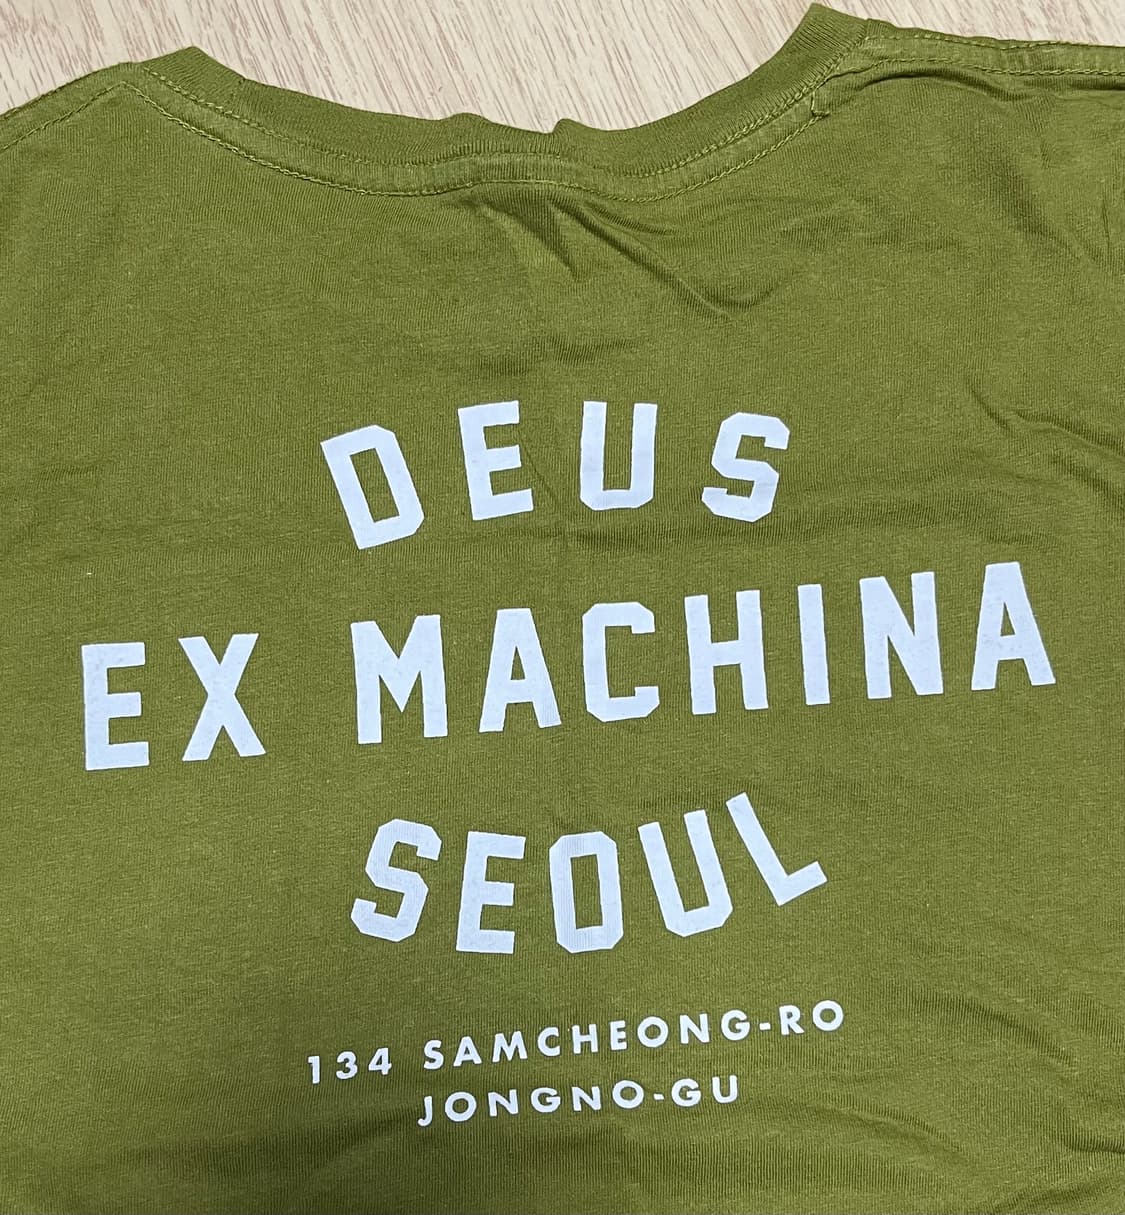 DEUS
EX MACHINA
SEOUL
134 SAMCHEONG-RO
JONGNO-GU